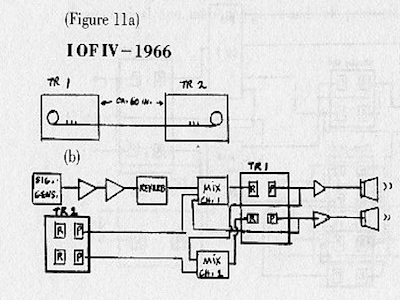 (Figure 11a)
I OF IV – 1966
TR 1
TR 2
CA. 60 IN.
(b)
SIG. GENS.
REVERB
MIX CH. 1
TR 1
R P
R P
TR 2
R P
R P
MIX CH. 2